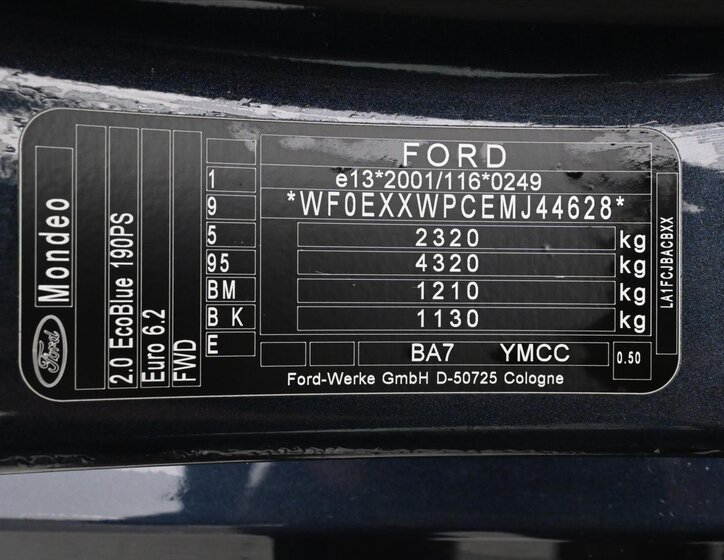 FORD
e13*2001/116*0249
*WF0EXXWPCEMJ44628*
2320 kg
4320 kg
1210 kg
1130 kg
BA7 YMCC
0.50
Ford-Werke GmbH D-50725 Cologne
1
9
5
95
BM
B K
E
Mondeo
Ford
2.0 EcoBlue 190PS
Euro 6.2
FWD
LA1FCJBACBXX